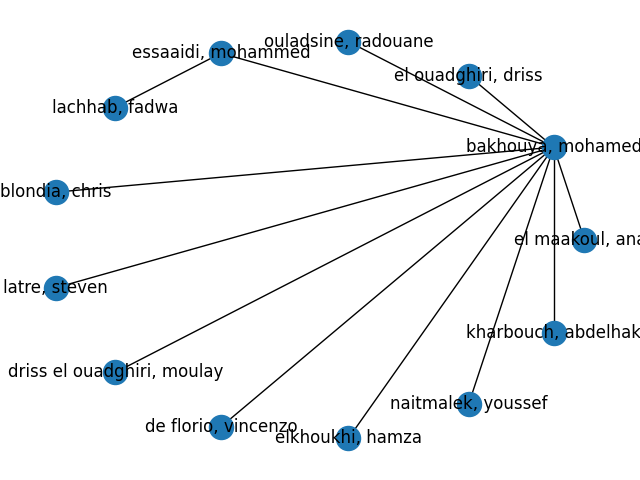 ouladsine, radouane
essaaidi, mohammed
el ouadghiri, driss
lachhab, fadwa
bakhouya, mohamed
blondia, chris
el maakoul, ana
latre, steven
kharbouch, abdelhak
driss el ouadghiri, moulay
naitmalek, youssef
de florio, vincenzo
elkhoukhi, hamza